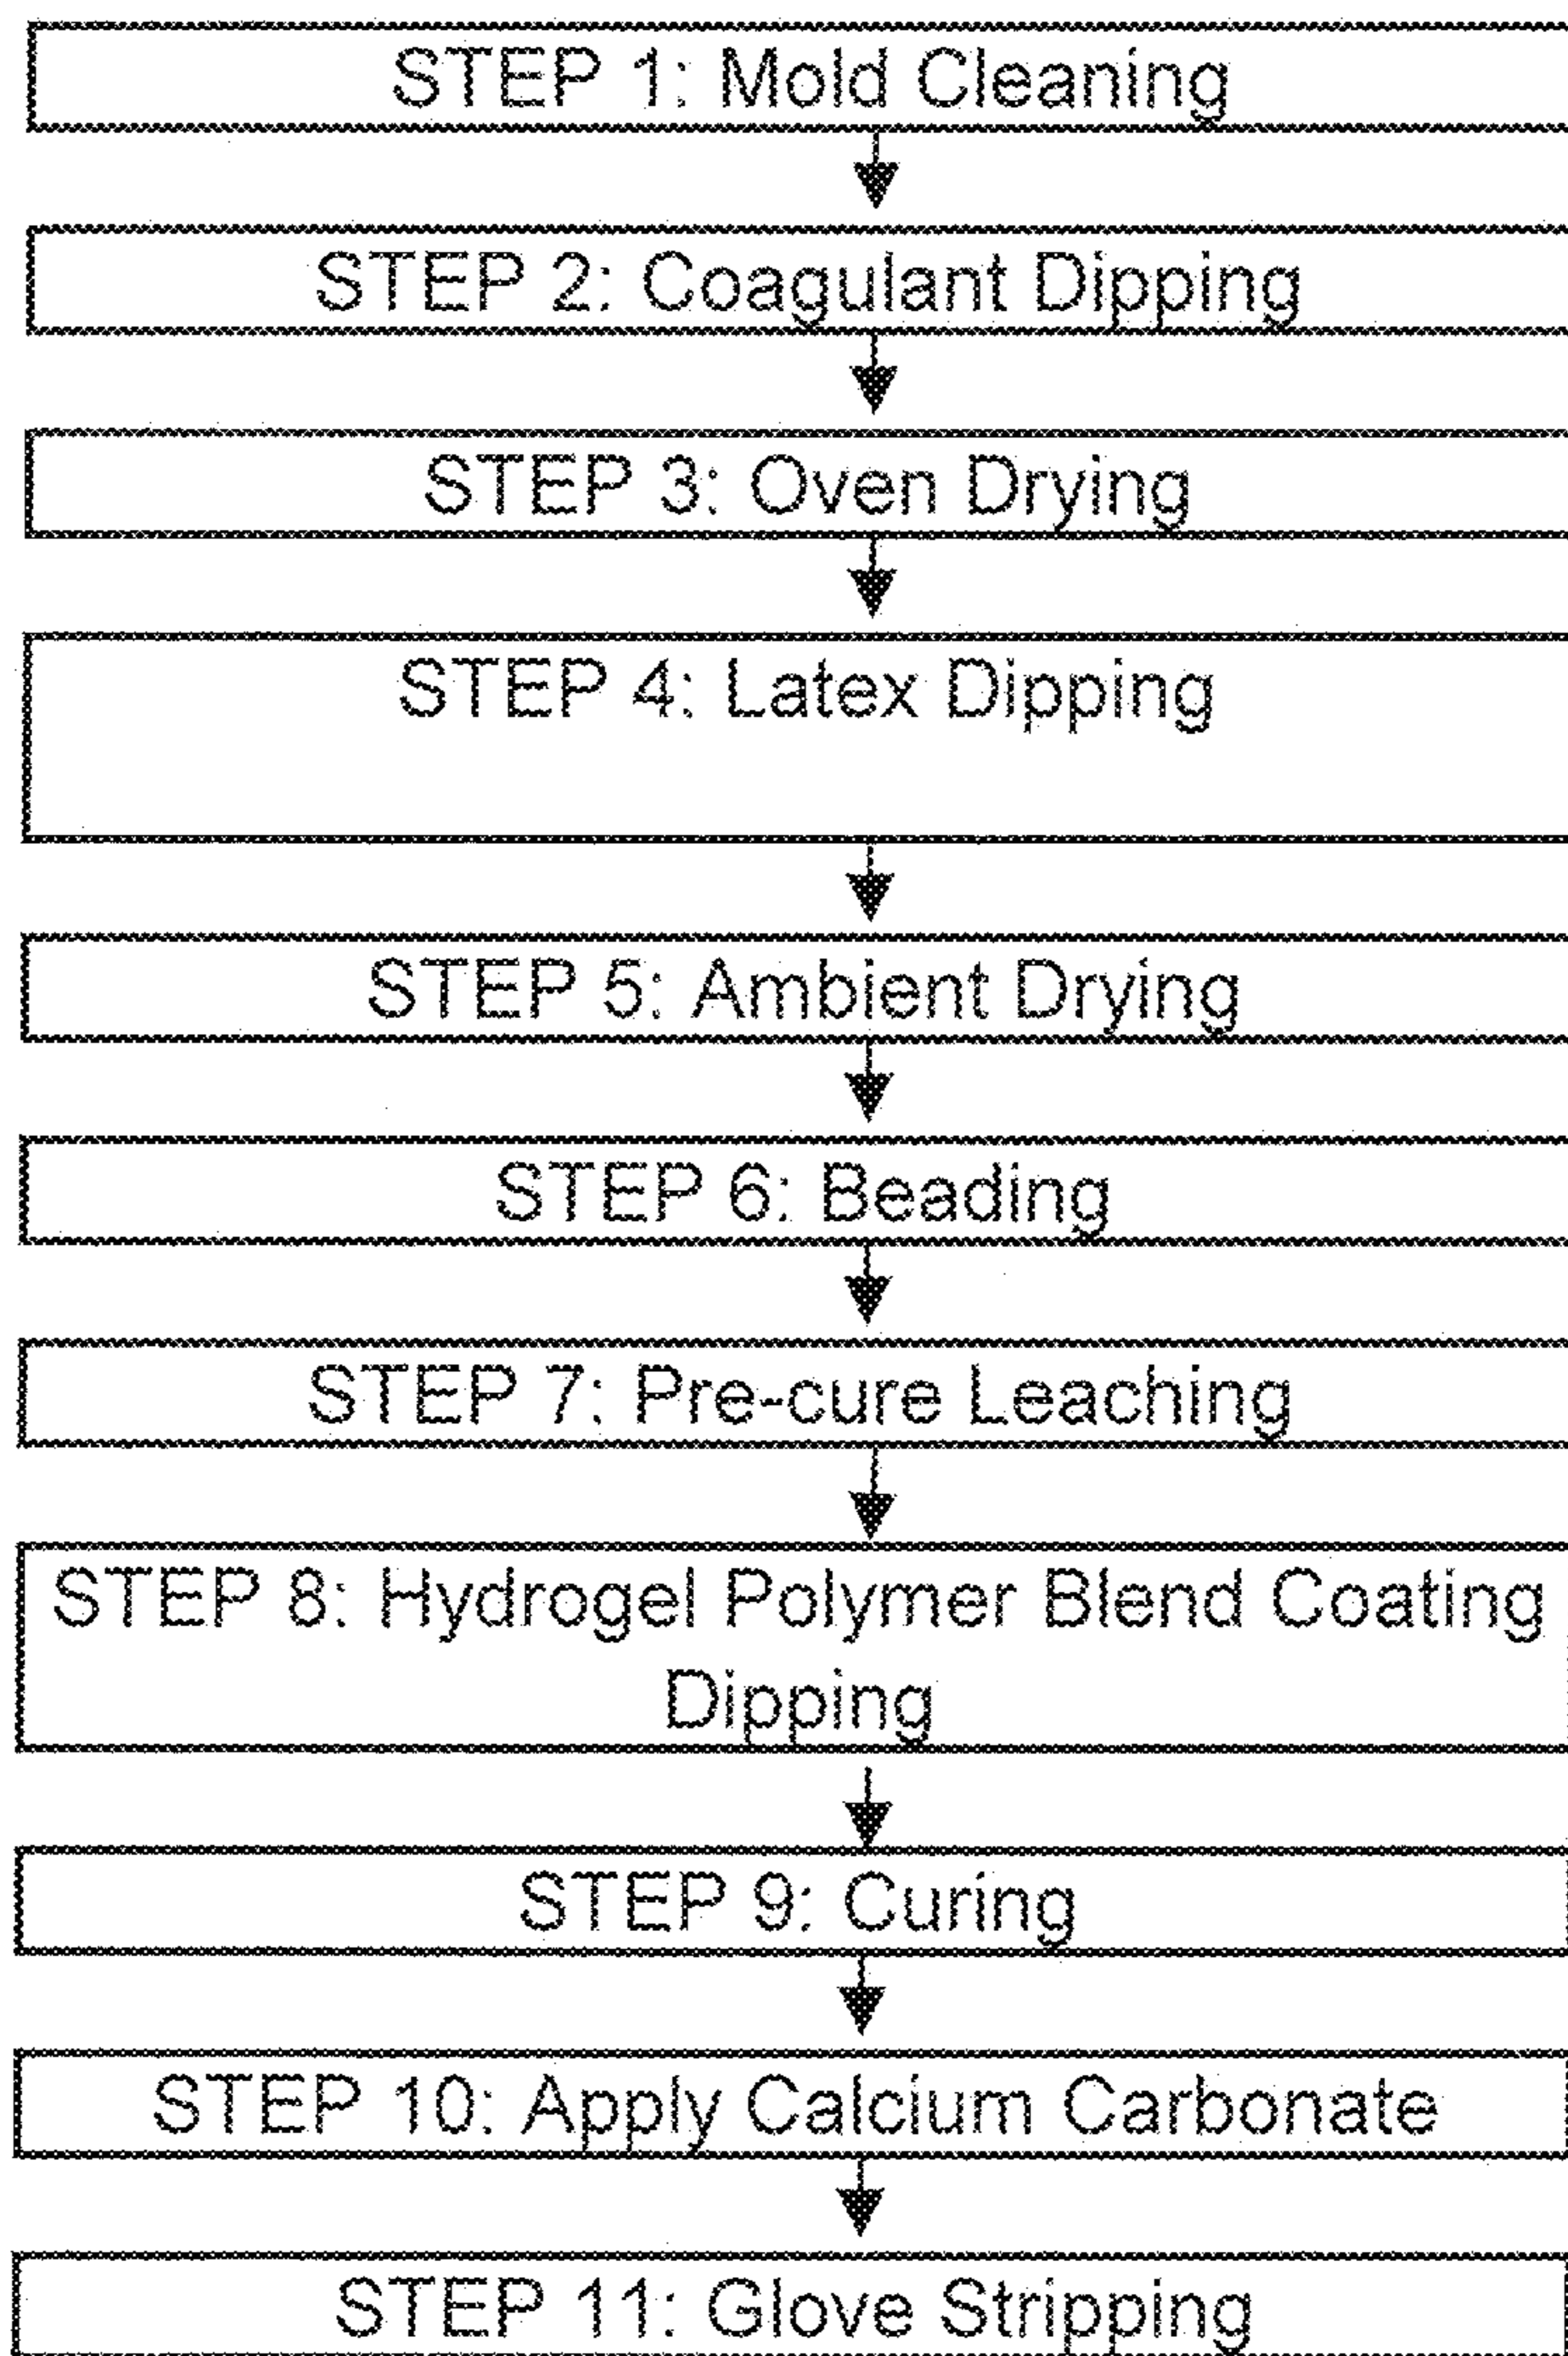 STEP 1: Mold Cleaning
STEP 2: Coagulant Dipping
STEP 3: Oven Drying
STEP 4: Latex Dipping
STEP 5: Ambient Drying
STEP 6: Beading
STEP 7: Pre-cure Leaching
STEP 8: Hydrogel Polymer Blend Coating
Dipping
STEP 9: Curing
STEP 10: Apply Calcium Carbonate
STEP 11: Glove Stripping